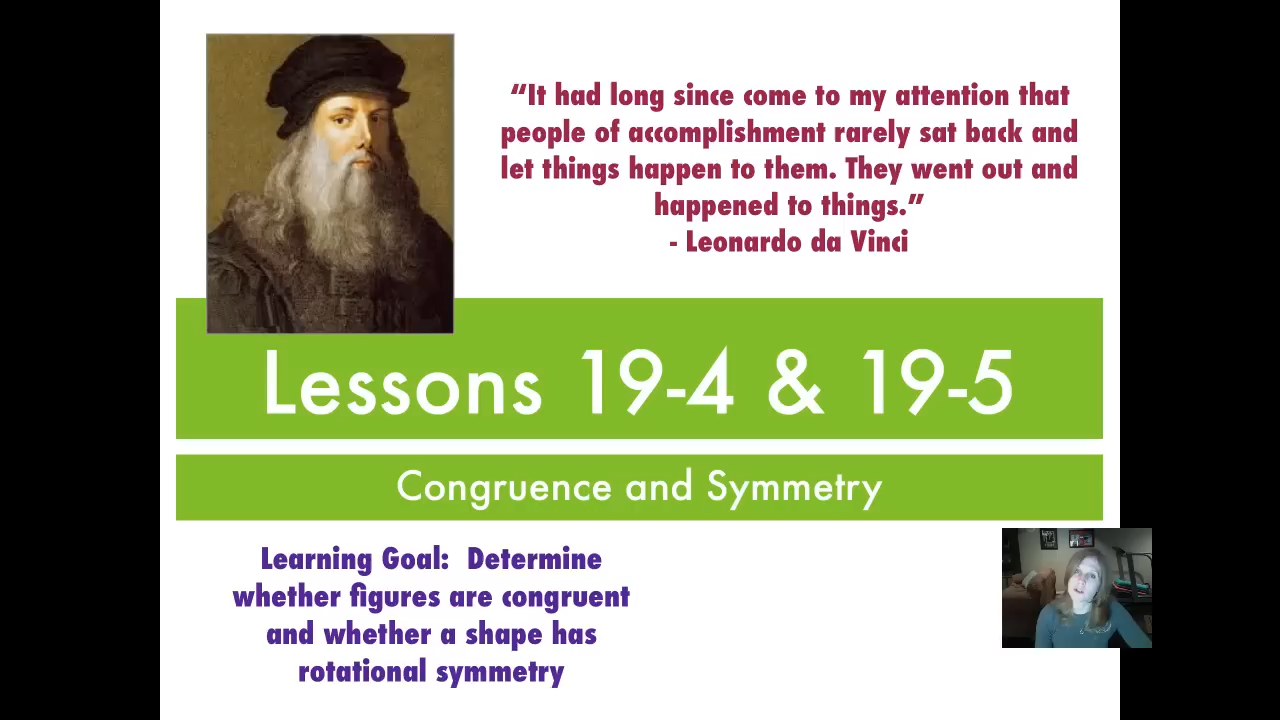 “It had long since come to my attention that
people of accomplishment rarely sat back and
let things happen to them. They went out and
happened to things.”
- Leonardo da Vinci
Lessons 19-4 & 19-5
Congruence and Symmetry
Learning Goal:  Determine
whether figures are congruent
and whether a shape has
rotational symmetry